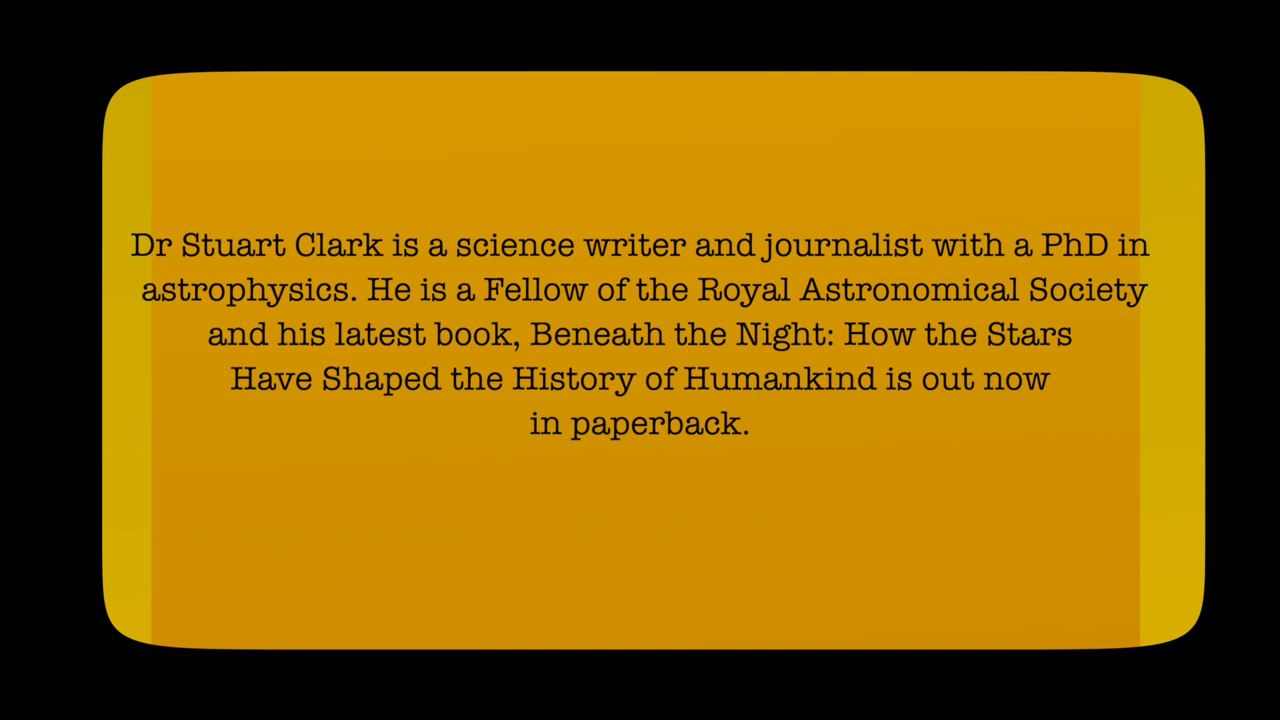 Dr Stuart Clark is a science writer and journalist with a PhD in
astrophysics. He is a Fellow of the Royal Astronomical Society
and his latest book, Beneath the Night: How the Stars
Have Shaped the History of Humankind is out now
in paperback.